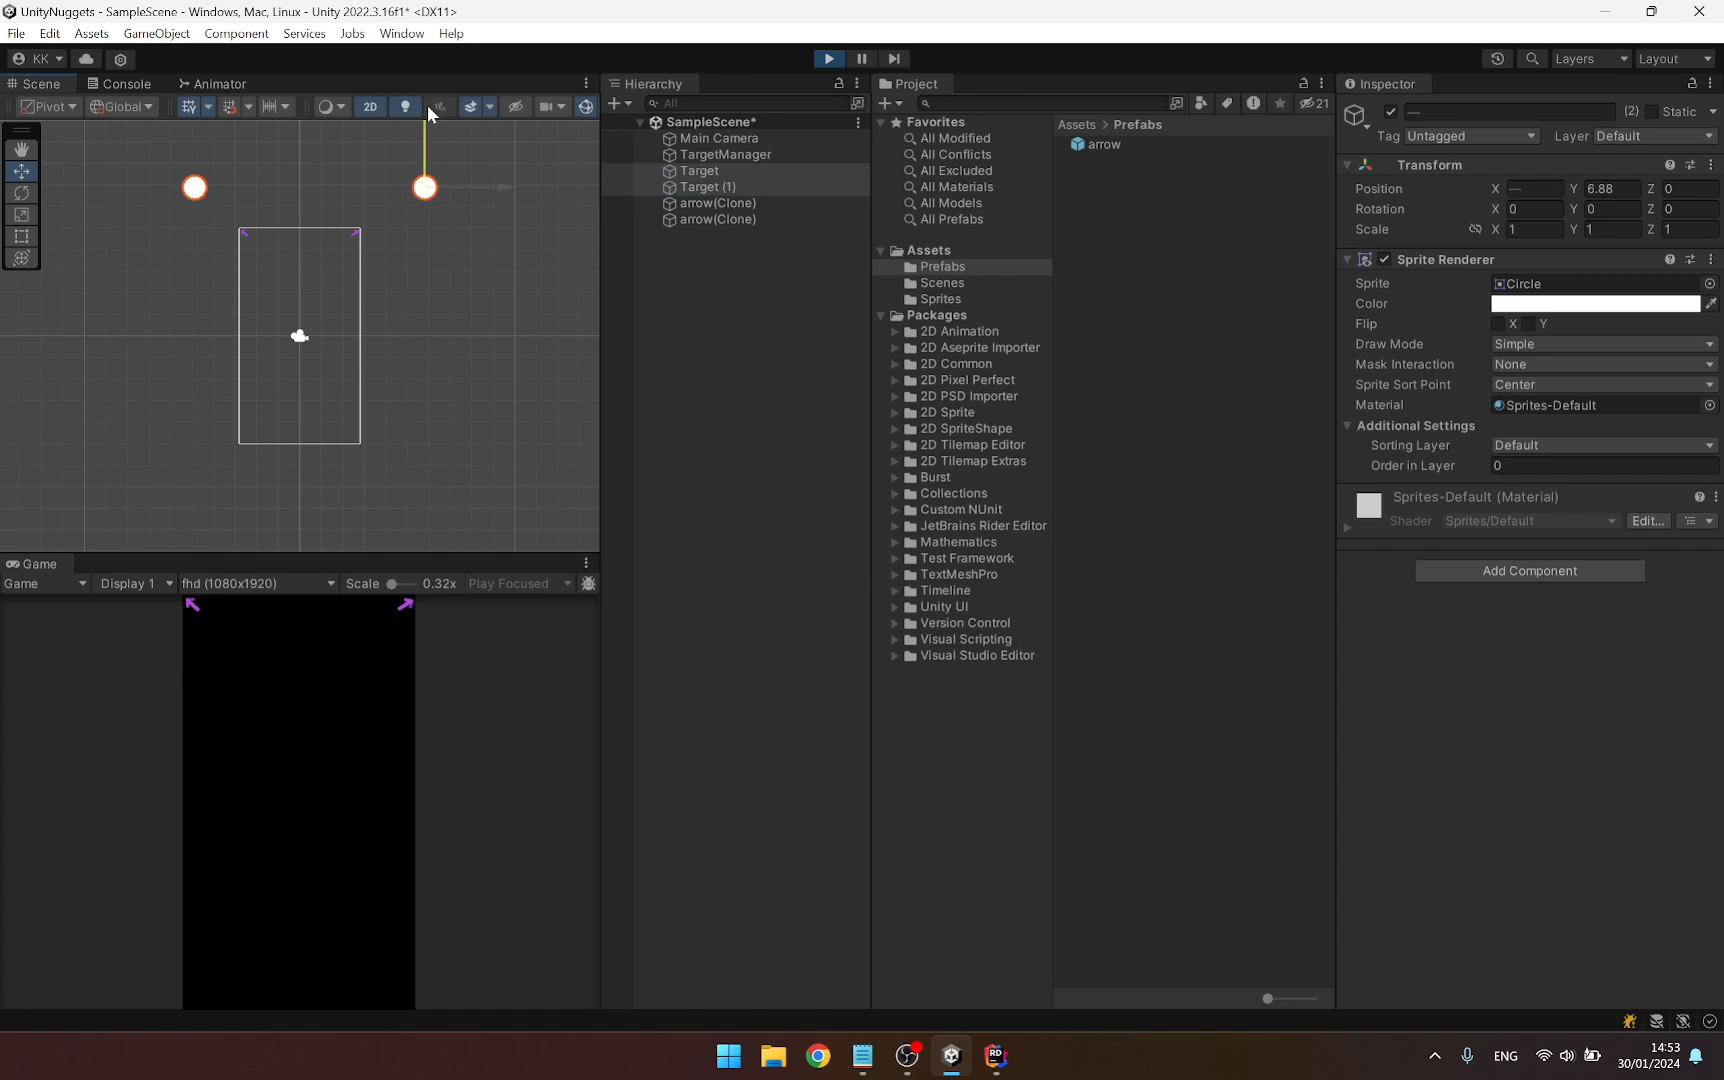 UnityNuggets - SampleScene - Windows, Mac, Linux - Unity 2022.3.16f1* <DX11>
File Edit Assets GameObject Component Services Jobs Window Help
KK Layers Layout
Scene Console Animator
Pivot Global 2D
Hierarchy
All
SampleScene*
Main Camera
TargetManager
Target
Target (1)
arrow(Clone)
arrow(Clone)
Project
21
Favorites
All Modified
All Conflicts
All Excluded
All Materials
All Models
All Prefabs
Assets
Prefabs
Scenes
Sprites
Packages
2D Animation
2D Aseprite Importer
2D Common
2D Pixel Perfect
2D PSD Importer
2D Sprite
2D SpriteShape
2D Tilemap Editor
2D Tilemap Extras
Burst
Collections
Custom NUnit
JetBrains Rider Editor
Mathematics
Test Framework
TextMeshPro
Timeline
Unity UI
Version Control
Visual Scripting
Visual Studio Editor
Assets > Prefabs
arrow
Inspector
— (2) Static
Tag Untagged Layer Default
Transform
Position X — Y 6.88 Z 0
Rotation X 0 Y 0 Z 0
Scale X 1 Y 1 Z 1
Sprite Renderer
Sprite Circle
Color
Flip X Y
Draw Mode Simple
Mask Interaction None
Sprite Sort Point Center
Material Sprites-Default
Additional Settings
Sorting Layer Default
Order in Layer 0
Sprites-Default (Material)
Shader Sprites/Default Edit...
Add Component
Game
Game Display 1 fhd (1080x1920) Scale 0.32x Play Focused
RD
ENG
14:53
30/01/2024